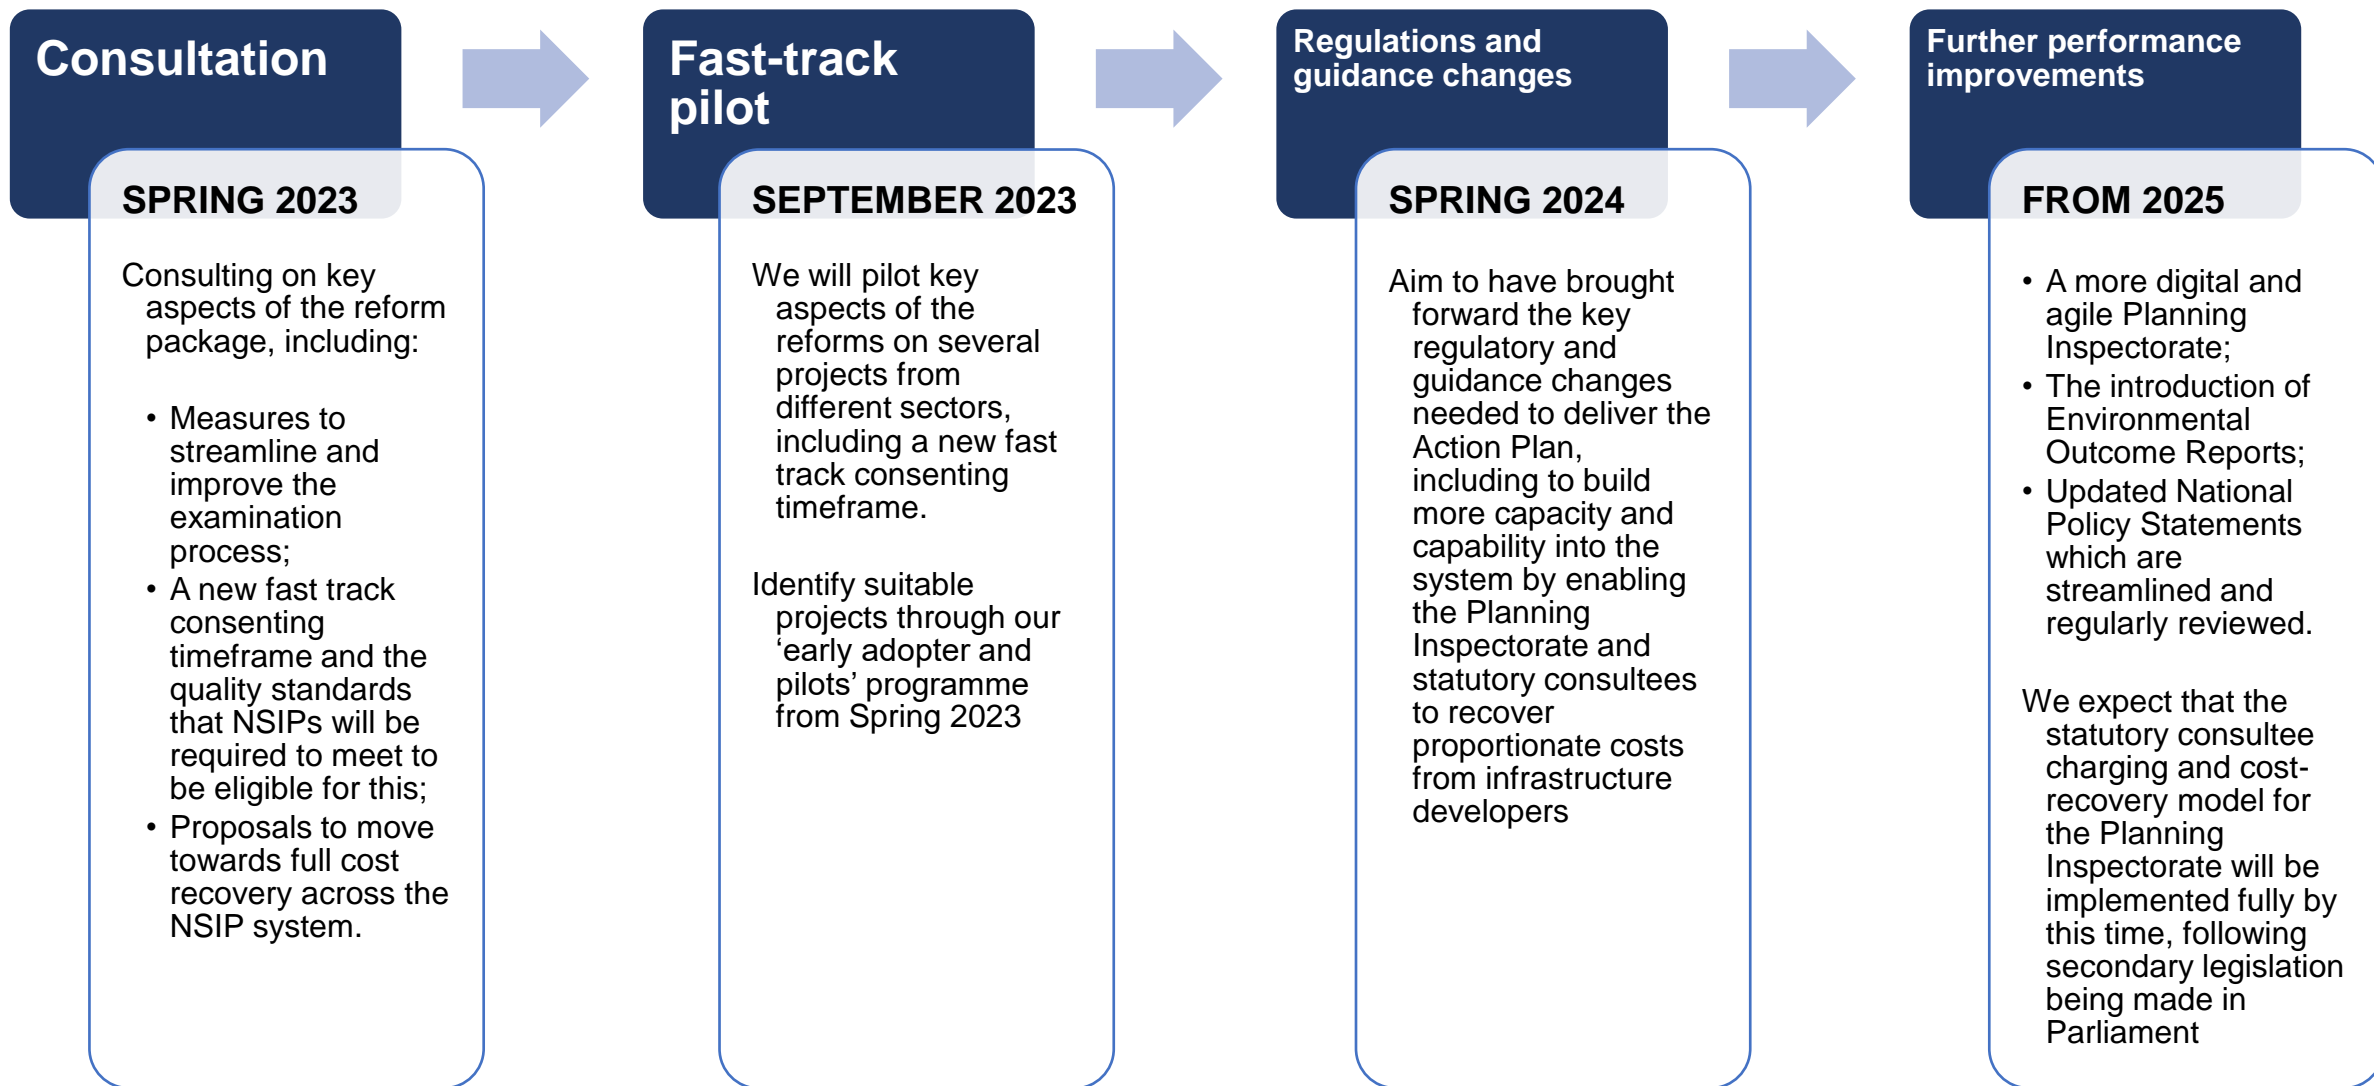 Consultation
SPRING 2023
Consulting on key
aspects of the reform
package, including:
• Measures to
streamline and
improve the
examination
process;
• A new fast track
consenting
timeframe and the
quality standards
that NSIPs will be
required to meet to
be eligible for this;
• Proposals to move
towards full cost
recovery across the
NSIP system.
Fast-track
pilot
SEPTEMBER 2023
We will pilot key
aspects of the
reforms on several
projects from
different sectors,
including a new fast
track consenting
timeframe.
Identify suitable
projects through our
‘early adopter and
pilots’ programme
from Spring 2023
Regulations and
guidance changes
SPRING 2024
Aim to have brought
forward the key
regulatory and
guidance changes
needed to deliver the
Action Plan,
including to build
more capacity and
capability into the
system by enabling
the Planning
Inspectorate and
statutory consultees
to recover
proportionate costs
from infrastructure
developers
Further performance
improvements
FROM 2025
• A more digital and
agile Planning
Inspectorate;
• The introduction of
Environmental
Outcome Reports;
• Updated National
Policy Statements
which are
streamlined and
regularly reviewed.
We expect that the
statutory consultee
charging and cost-
recovery model for
the Planning
Inspectorate will be
implemented fully by
this time, following
secondary legislation
being made in
Parliament